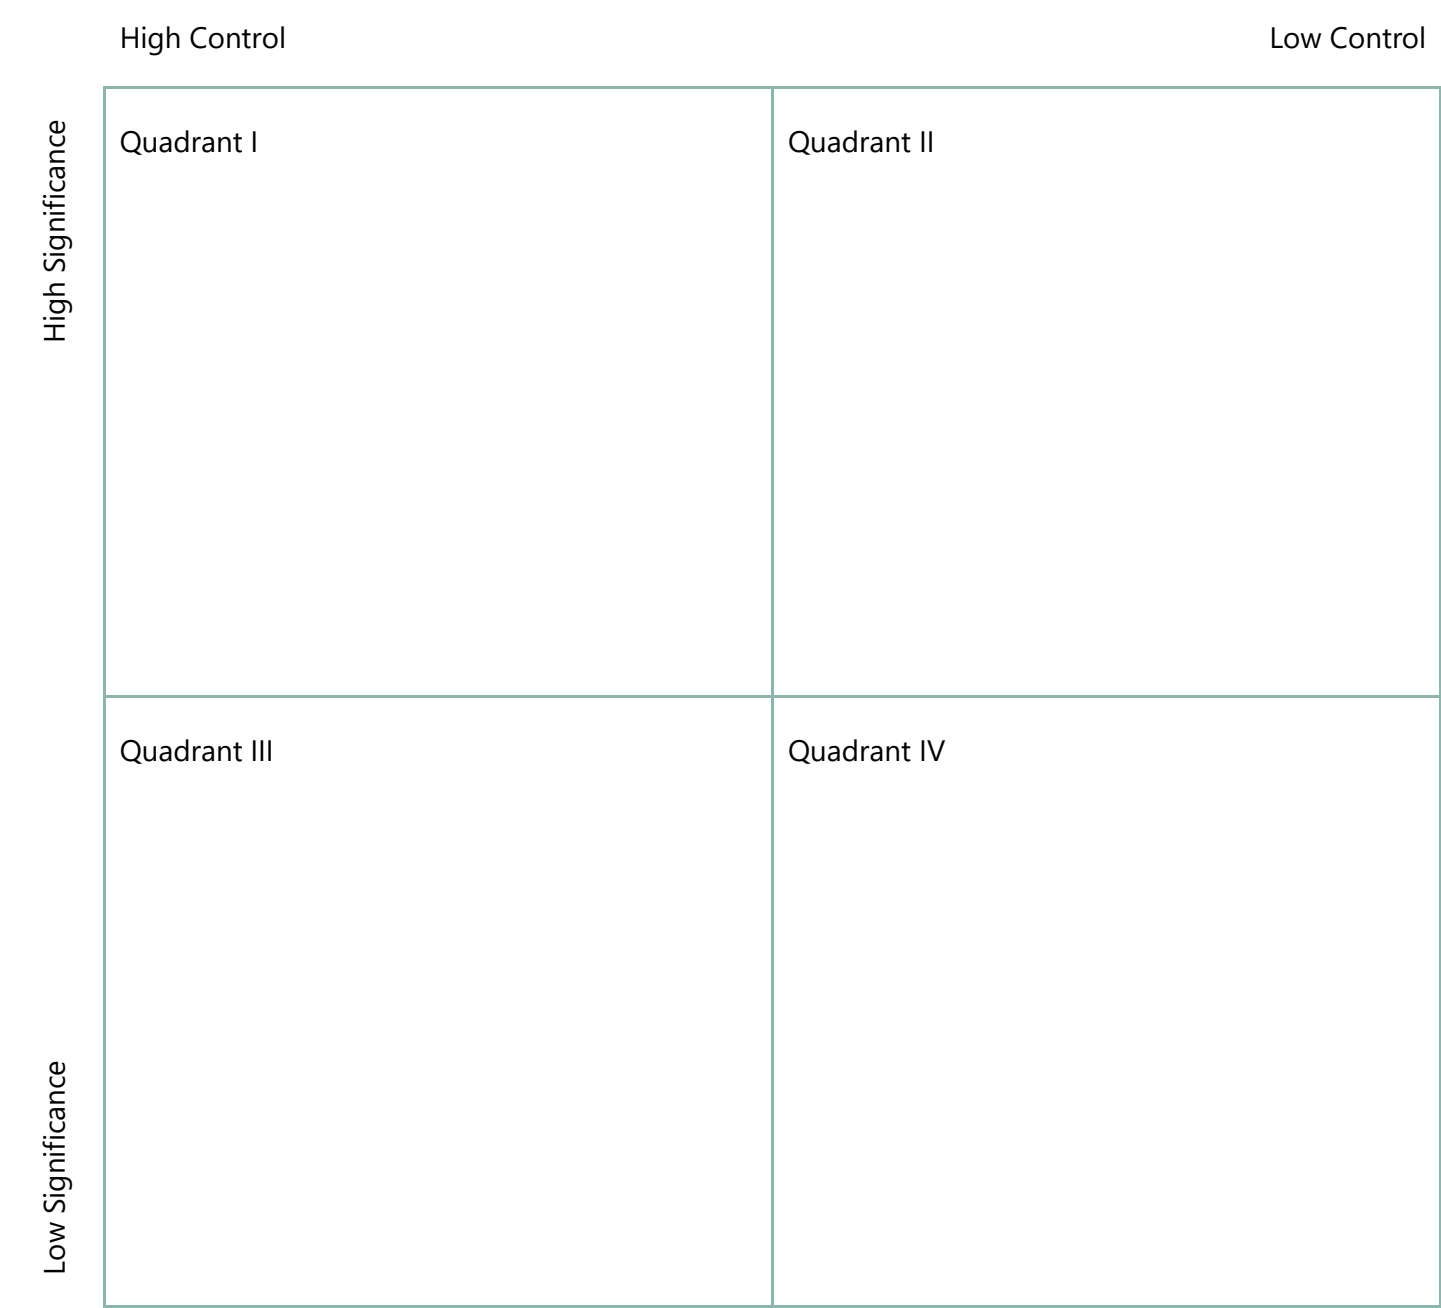 High Control
Low Control
High Significance
Quadrant I
Quadrant II
Low Significance
Quadrant III
Quadrant IV